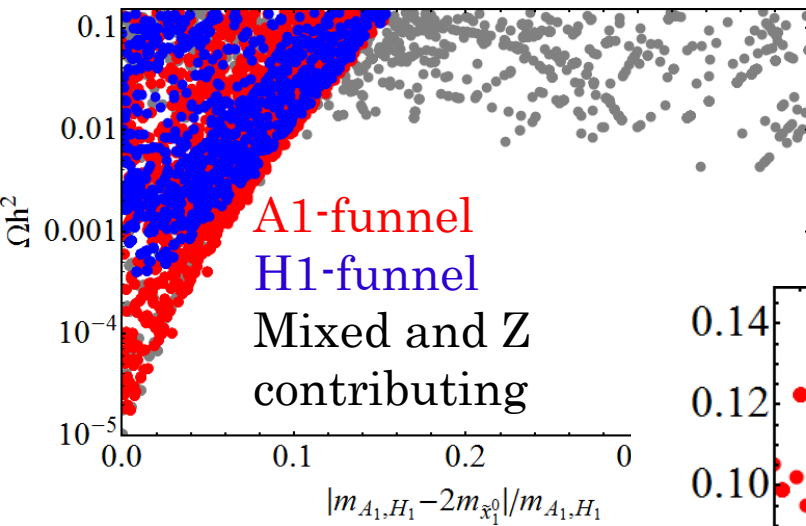 0.1
0.01
0.001
10⁻⁴
10⁻⁵
Ωh²
A1-funnel
H1-funnel
Mixed and Z
contributing
0.0 0.1 0.2 0
|m_{A₁,H₁}−2m_{x̃₁⁰}|/m_{A₁,H₁}
0.14
0.12
0.10